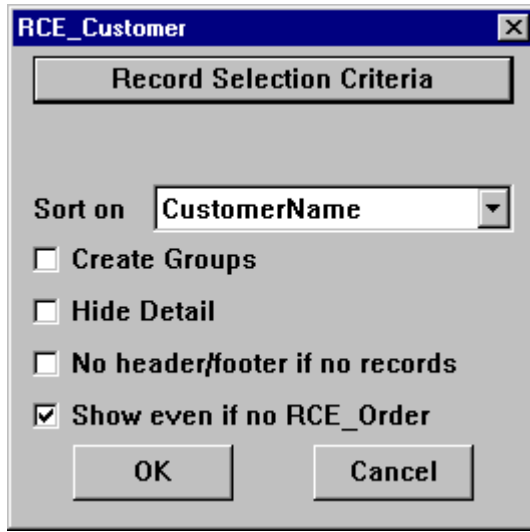 RCE_Customer
Record Selection Criteria
Sort on CustomerName
Create Groups
Hide Detail
No header/footer if no records
Show even if no RCE_Order
OK Cancel